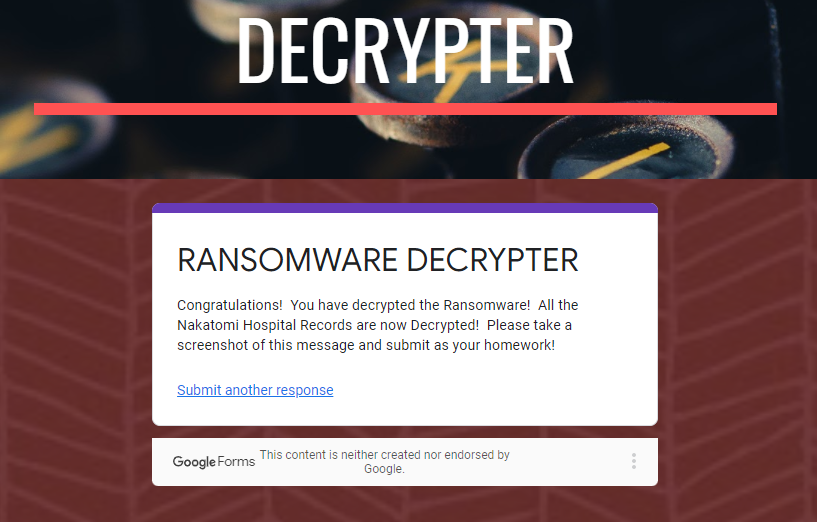 DECRYPTER
RANSOMWARE DECRYPTER
Congratulations!  You have decrypted the Ransomware!  All the
Nakatomi Hospital Records are now Decrypted!  Please take a
screenshot of this message and submit as your homework!
Submit another response
Google Forms
This content is neither created nor endorsed by
Google.